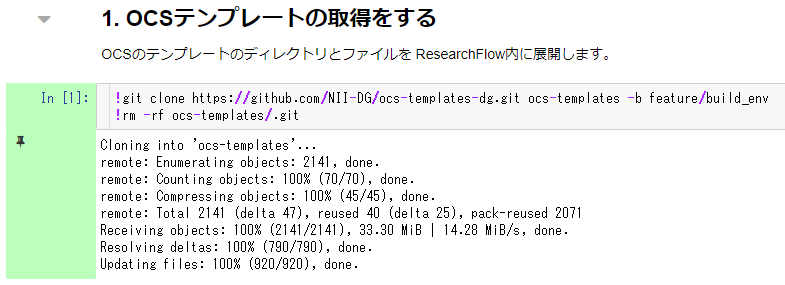 1. OCSテンプレートの取得をする
OCSのテンプレートのディレクトリとファイルを ResearchFlow内に展開します。
In [1]: !git clone https://github.com/NII-DG/ocs-templates-dg.git ocs-templates -b feature/build_env
!rm -rf ocs-templates/.git
Cloning into 'ocs-templates'...
remote: Enumerating objects: 2141, done.
remote: Counting objects: 100% (70/70), done.
remote: Compressing objects: 100% (45/45), done.
remote: Total 2141 (delta 47), reused 40 (delta 25), pack-reused 2071
Receiving objects: 100% (2141/2141), 33.30 MiB | 14.28 MiB/s, done.
Resolving deltas: 100% (790/790), done.
Updating files: 100% (920/920), done.